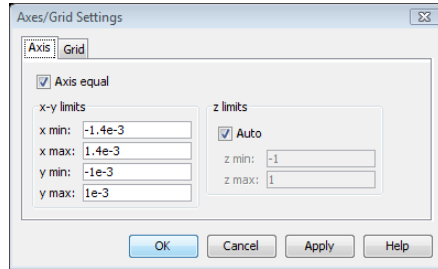 Axes/Grid Settings
Axis Grid
Axis equal
x-y limits
x min: -1.4e-3
x max: 1.4e-3
y min: -1e-3
y max: 1e-3
z limits
Auto
z min: -1
z max: 1
OK Cancel Apply Help